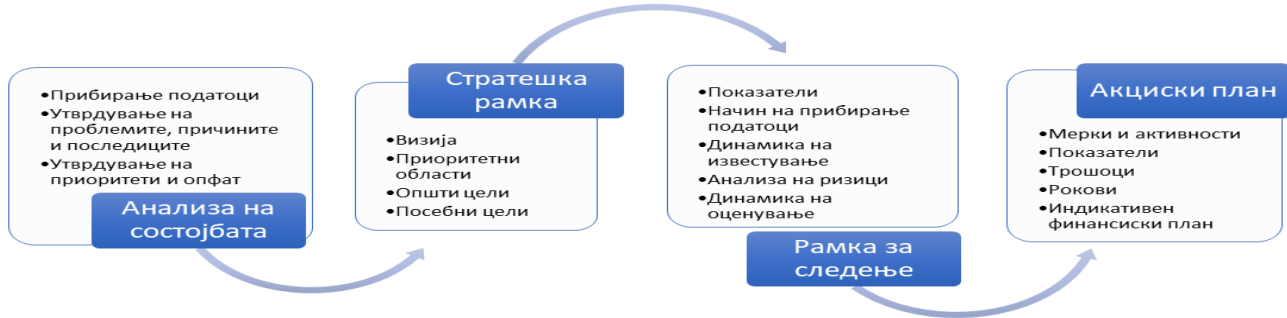 •Прибирање податоци
•Утврдување на
проблемите, причините
и последиците
•Утврдување на
приоритети и опфат
Анализа на
состојбата
Стратешка
рамка
•Визија
•Приоритетни
области
•Општи цели
•Посебни цели
•Показатели
•Начин на прибирање
податоци
•Динамика на
известување
•Анализа на ризици
•Динамика на
оценување
Рамка за
следење
Акциски план
•Мерки и активности
•Показатели
•Трошоци
•Рокови
•Индикативен
финансиски план